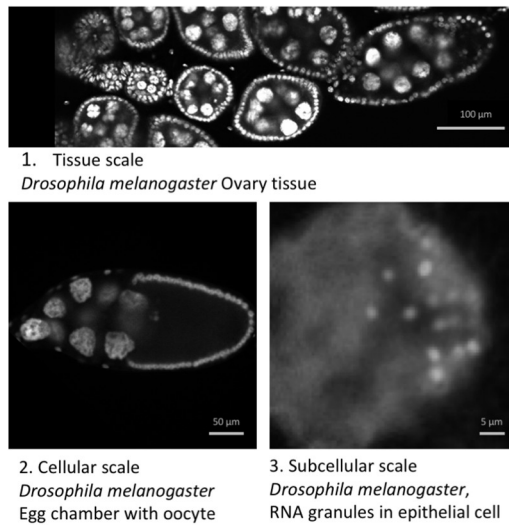 100 µm
1. Tissue scale
Drosophila melanogaster Ovary tissue
50 µm
5 µm
2. Cellular scale
Drosophila melanogaster
Egg chamber with oocyte
3. Subcellular scale
Drosophila melanogaster,
RNA granules in epithelial cell